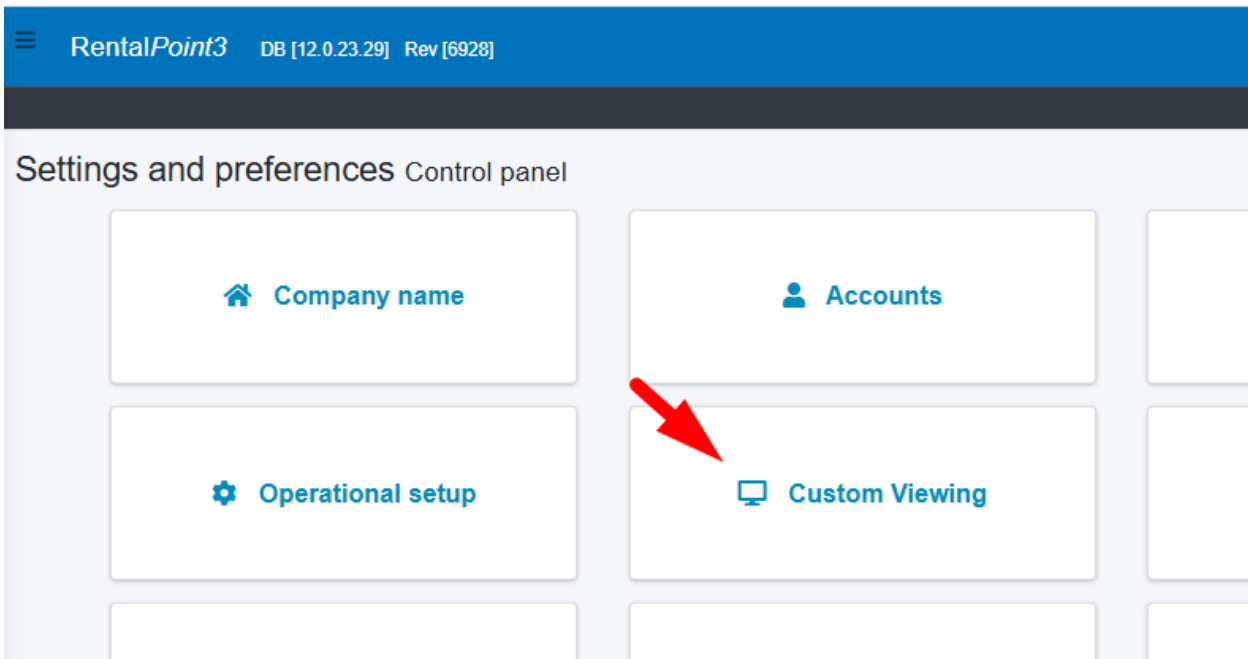 RentalPoint3 DB [12.0.23.29] Rev [6928]
Settings and preferences Control panel
Company name
Accounts
Operational setup
Custom Viewing